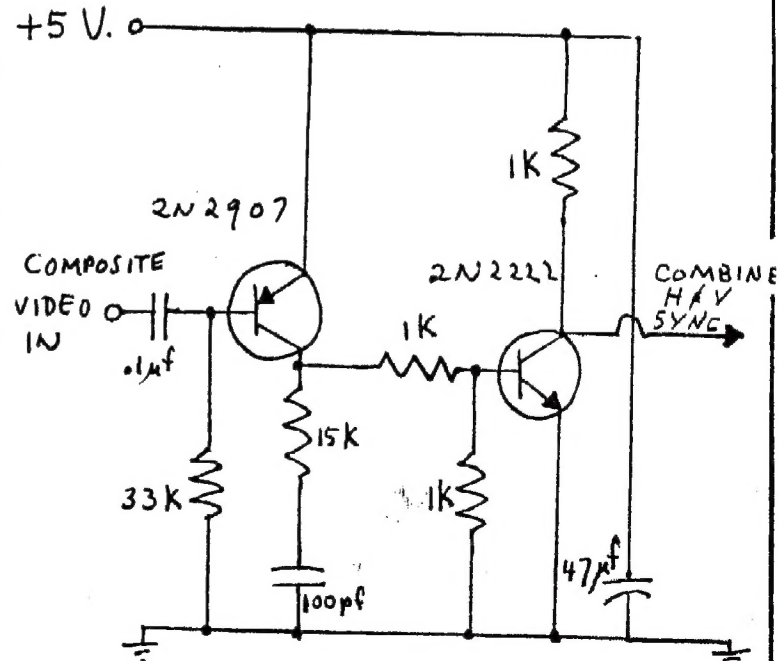 +5 V.
2N2907
COMPOSITE
VIDEO
IN
.1µf
33K
15K
100pf
1K
1K
1K
2N2222
COMBINE
H & V
SYNC
47µf